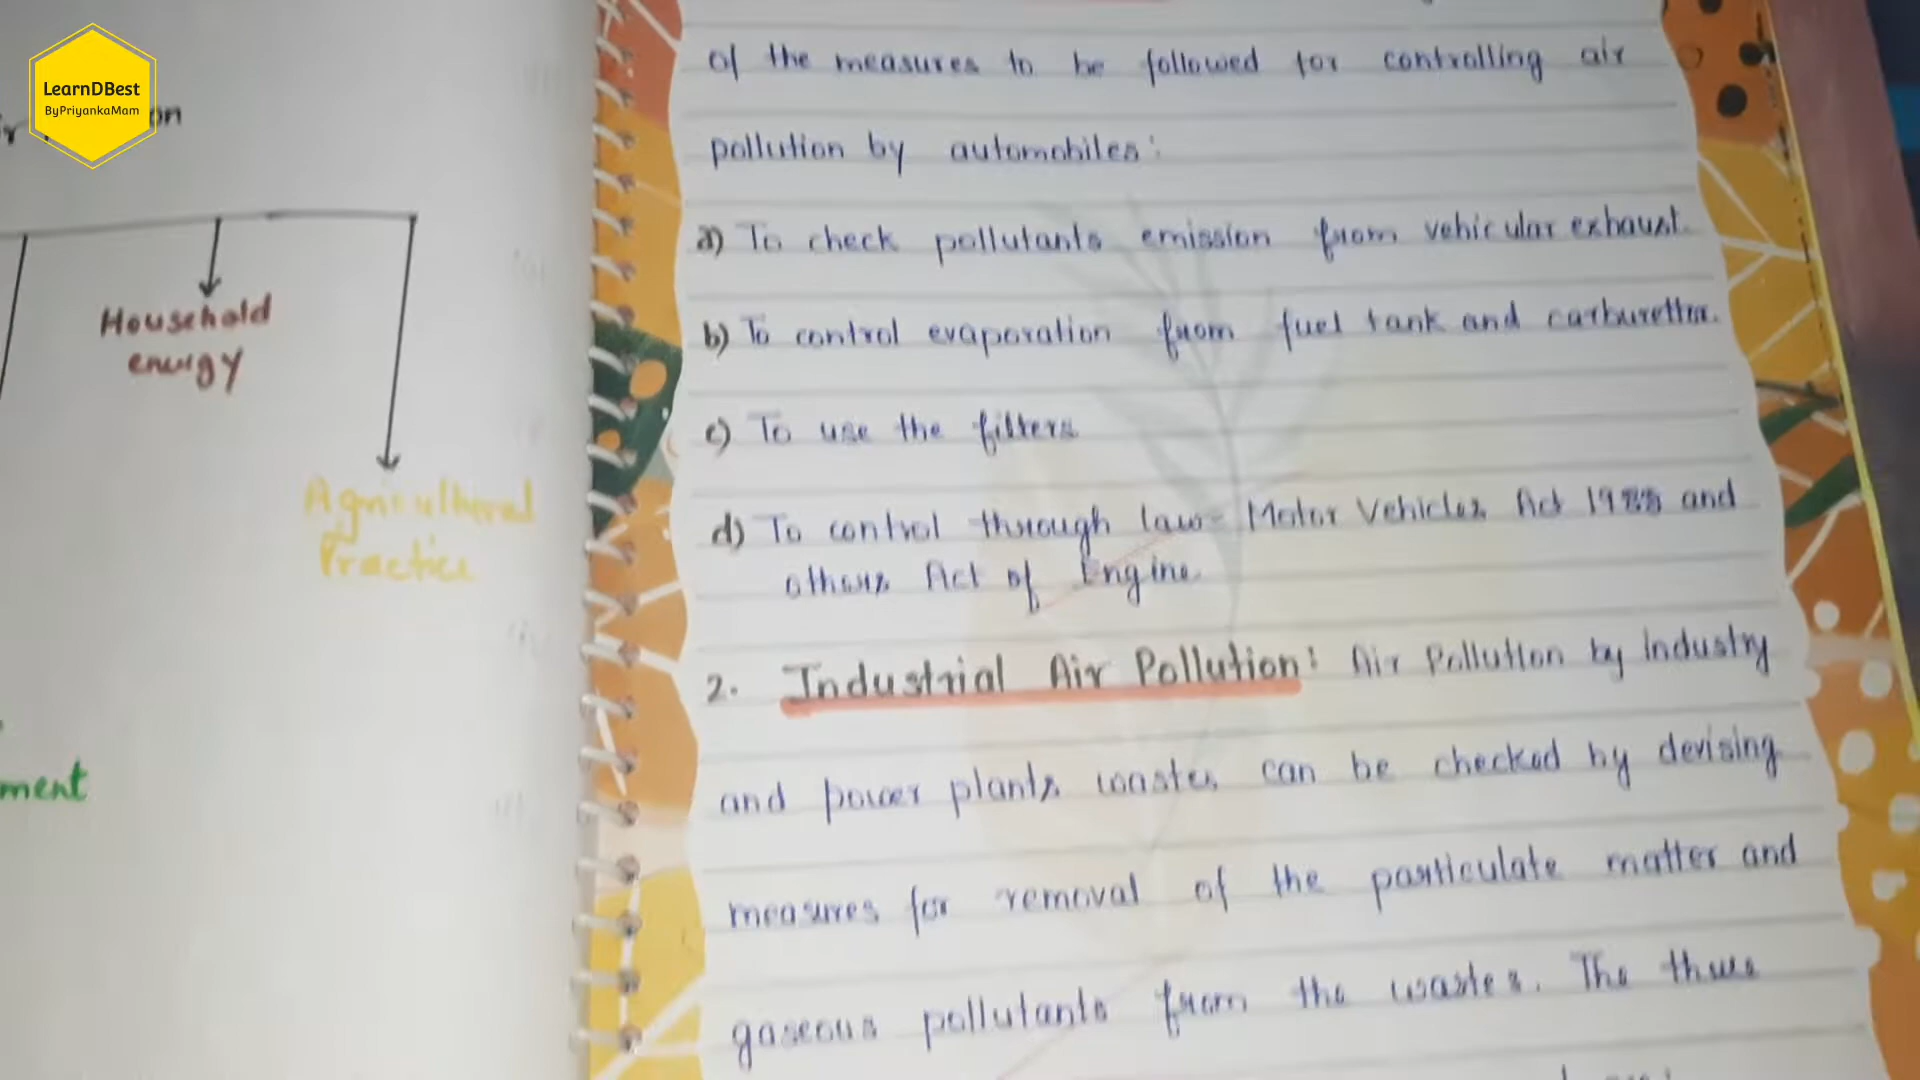 LearnDBest
ByPriyankaMam
on
Household
energy
Agricultural
Practice
ment
of the measures to be followed for controlling air
pollution by automobiles:
a) To check pollutants emission from vehicular exhaust.
b) To control evaporation from fuel tank and carburettor.
c) To use the filters
d) To control through law- Motor Vehicles Act 1988 and
others Act of Engine
2. Industrial Air Pollution: Air Pollution by industry
and power plants wastes can be checked by devising
measures for removal of the particulate matter and
gaseous pollutants from the wastes. The three